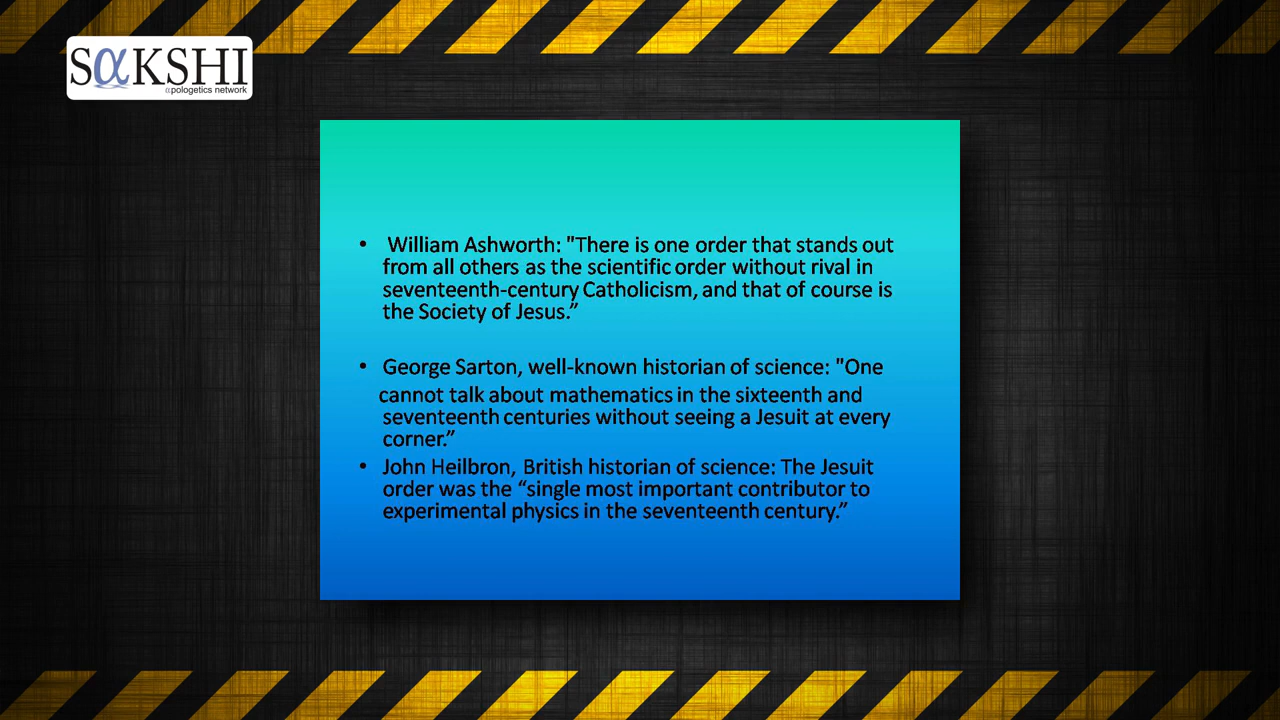 SαKSHI
αpologetics network
• William Ashworth: "There is one order that stands out
from all others as the scientific order without rival in
seventeenth-century Catholicism, and that of course is
the Society of Jesus.”
• George Sarton, well-known historian of science: "One
cannot talk about mathematics in the sixteenth and
seventeenth centuries without seeing a Jesuit at every
corner.”
• John Heilbron, British historian of science: The Jesuit
order was the “single most important contributor to
experimental physics in the seventeenth century.”